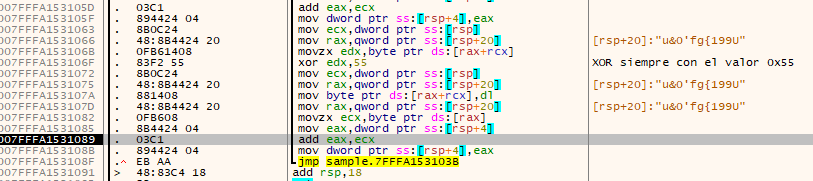 007FFFA153105D . 03C1 add eax,ecx
007FFFA153105F . 894424 04 mov dword ptr ss:[rsp+4],eax
007FFFA1531063 . 8B0C24 mov ecx,dword ptr ss:[rsp]
007FFFA1531066 . 48:8B4424 20 mov rax,qword ptr ss:[rsp+20] [rsp+20]:"u&O'fg{199U"
007FFFA153106B . 0FB61408 movzx edx,byte ptr ds:[rax+rcx]
007FFFA153106F . 83F2 55 xor edx,55 XOR siempre con el valor 0x55
007FFFA1531072 . 8B0C24 mov ecx,dword ptr ss:[rsp]
007FFFA1531075 . 48:8B4424 20 mov rax,qword ptr ss:[rsp+20] [rsp+20]:"u&O'fg{199U"
007FFFA153107A . 881408 mov byte ptr ds:[rax+rcx],dl
007FFFA153107D . 48:8B4424 20 mov rax,qword ptr ss:[rsp+20] [rsp+20]:"u&O'fg{199U"
007FFFA1531082 . 0FB608 movzx ecx,byte ptr ds:[rax]
007FFFA1531085 . 8B4424 04 mov eax,dword ptr ss:[rsp+4]
007FFFA1531089 . 03C1 add eax,ecx
007FFFA153108B . 894424 04 mov dword ptr ss:[rsp+4],eax
007FFFA153108F .^ EB AA jmp sample.7FFFA153103B
007FFFA1531091 > 48:83C4 18 add rsp,18